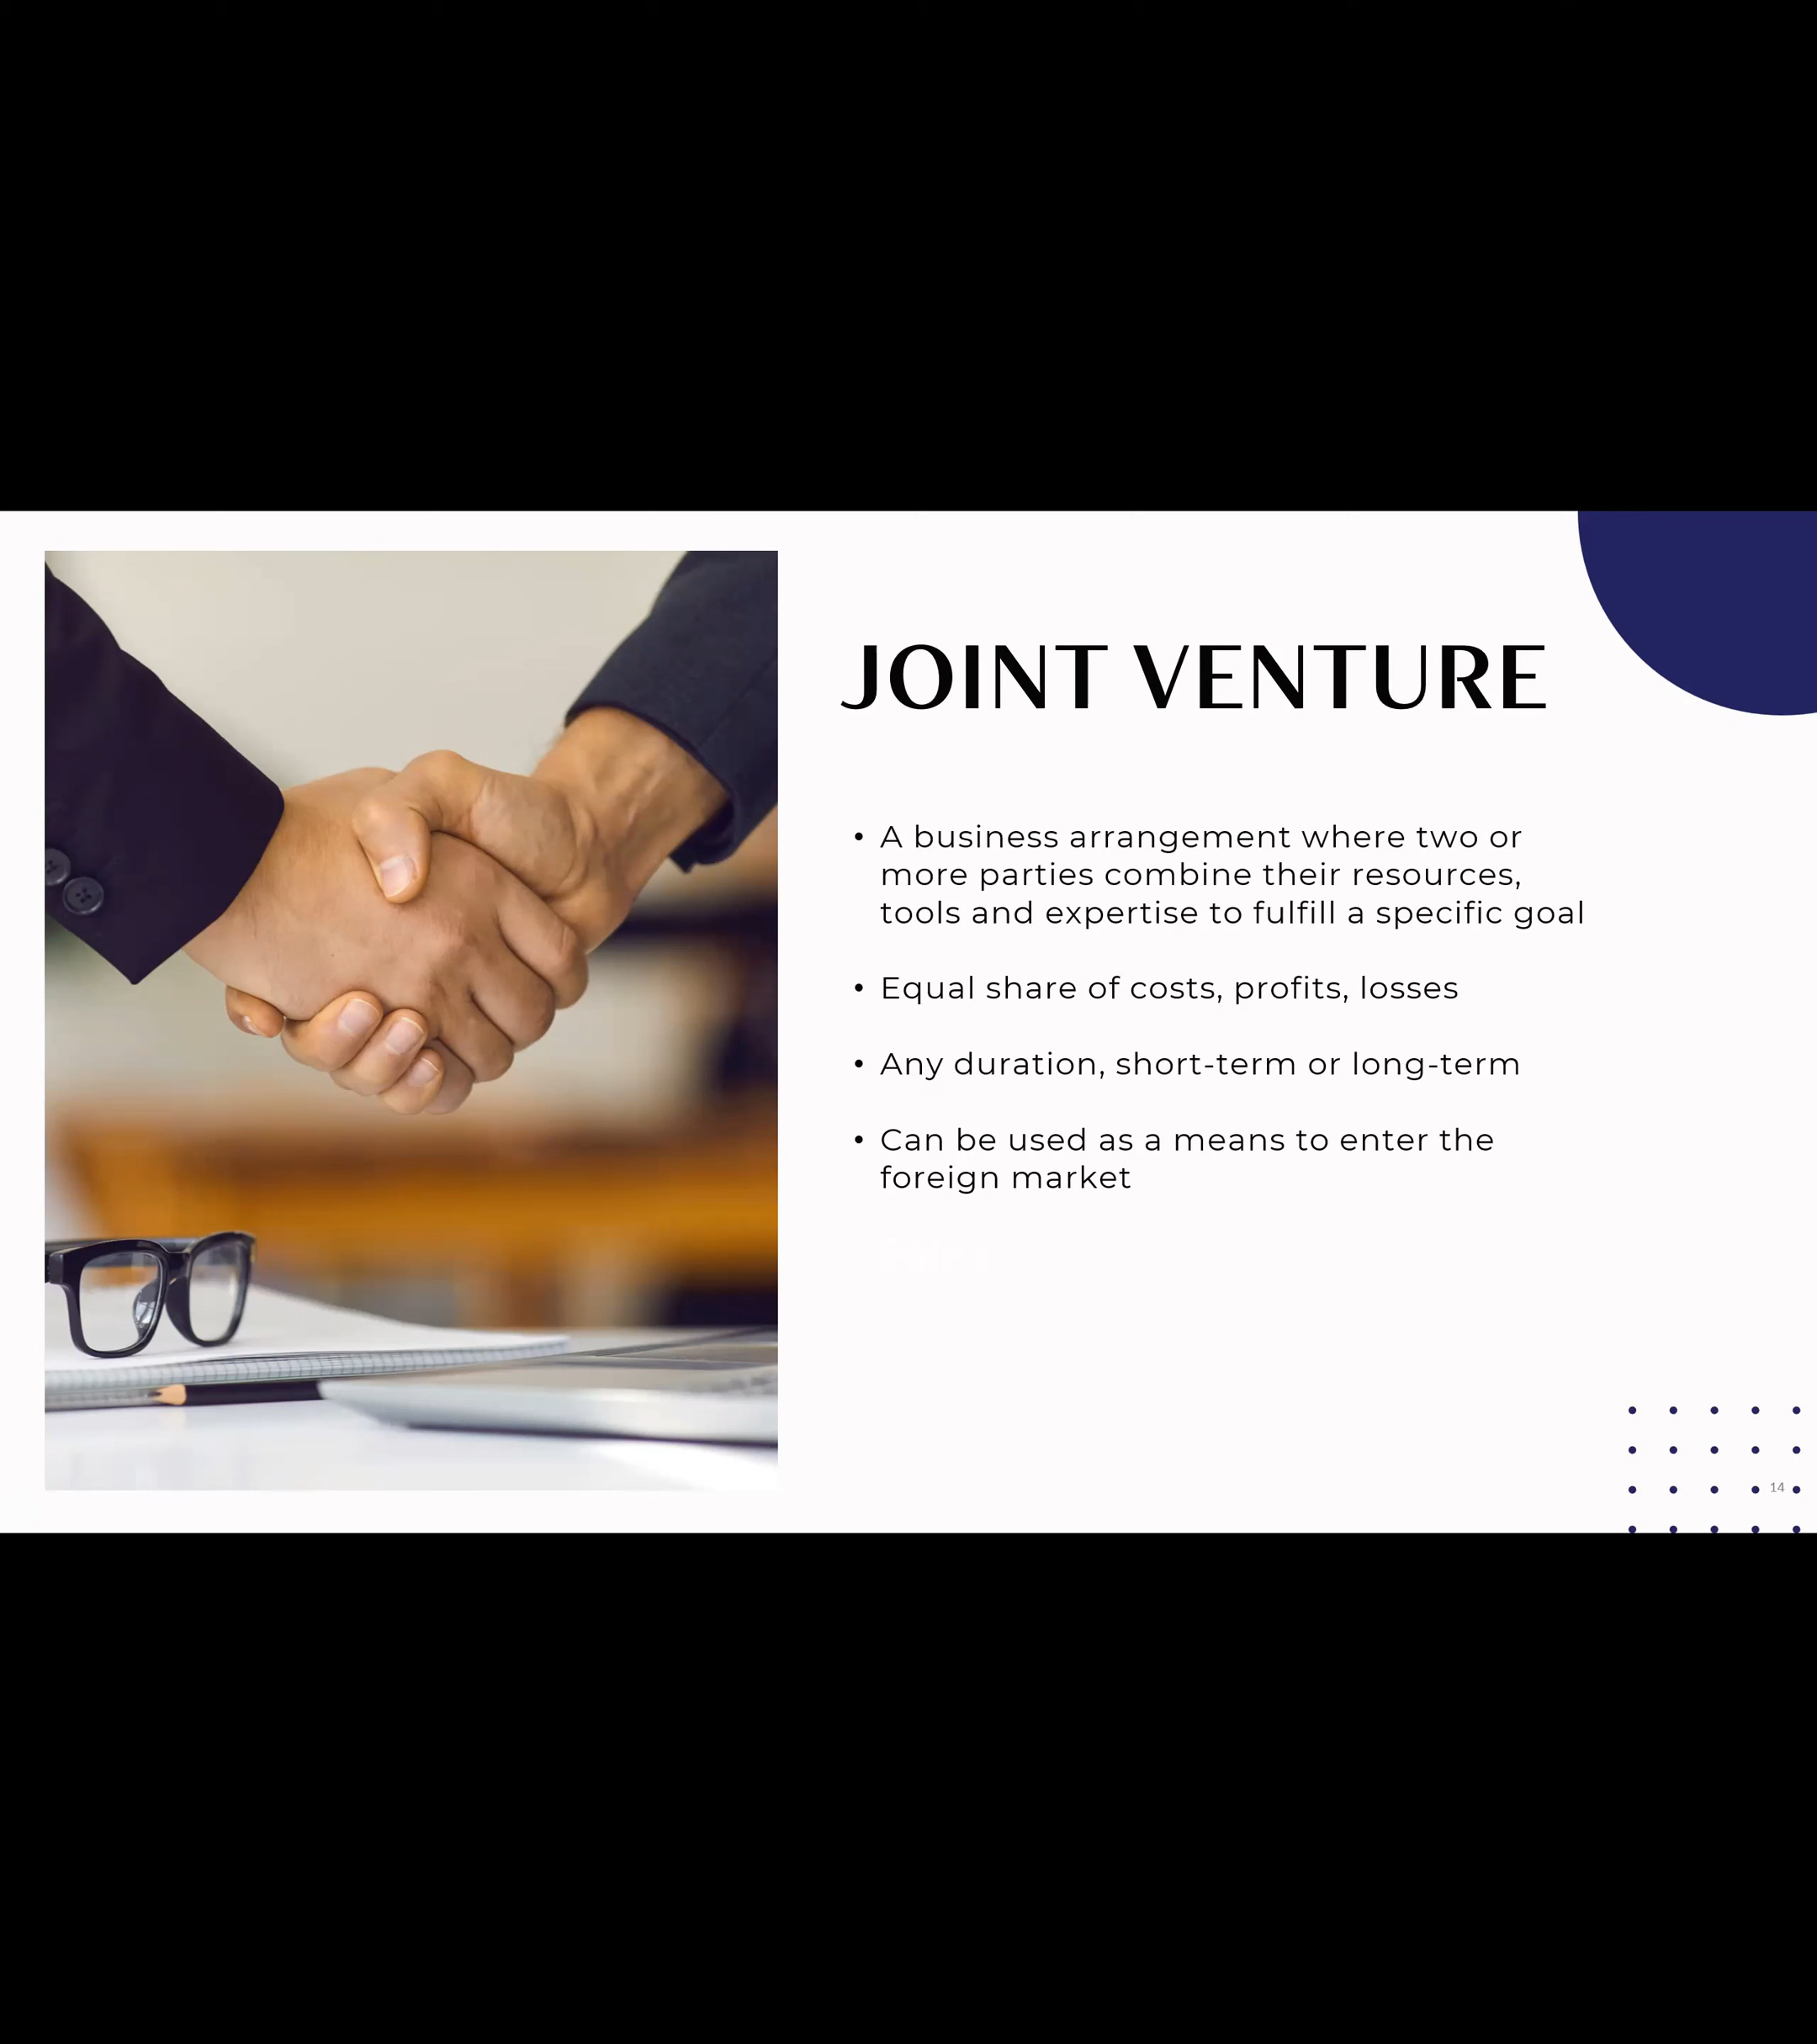 JOINT VENTURE
• A business arrangement where two or
more parties combine their resources,
tools and expertise to fulfill a specific goal
• Equal share of costs, profits, losses
• Any duration, short-term or long-term
• Can be used as a means to enter the
foreign market
14